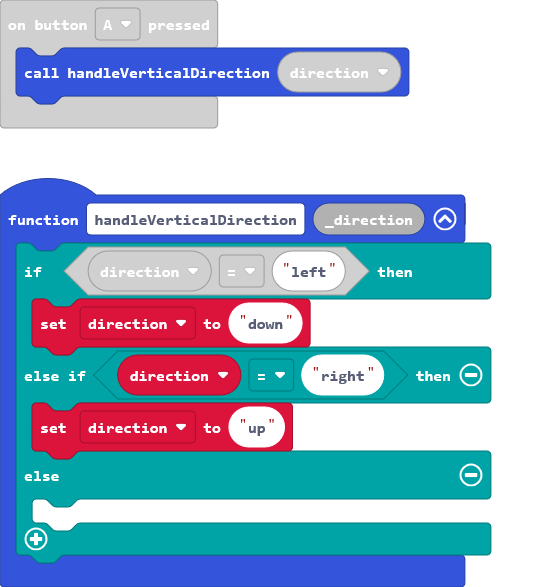 on button A pressed
call handleVerticalDirection direction
function handleVerticalDirection _direction
if direction = "left" then
set direction to "down"
else if direction = "right" then
set direction to "up"
else